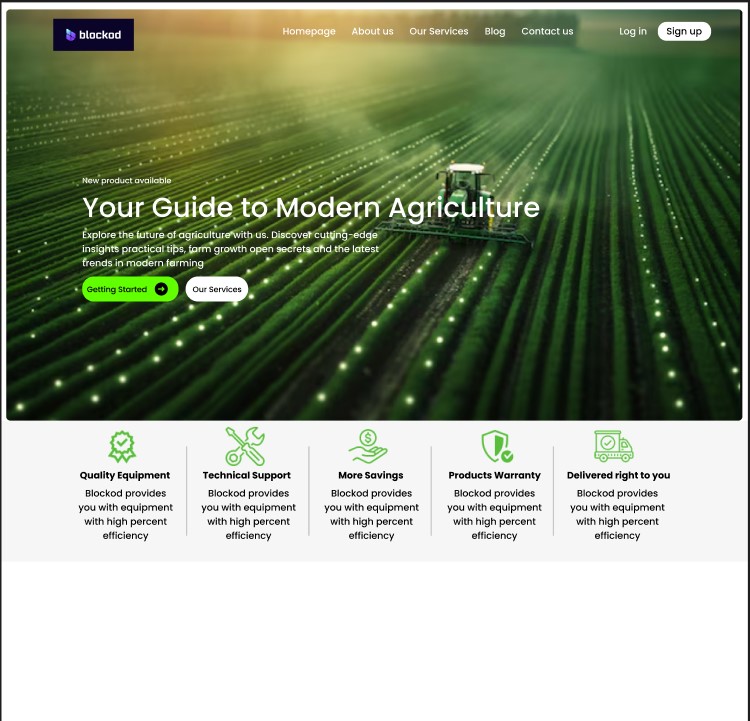 blockod
Homepage About us Our Services Blog Contact us Log in Sign up
New product available
Your Guide to Modern Agriculture
Explore the future of agriculture with us. Discover cutting-edge
insights practical tips, farm growth open secrets and the latest
trends in modern farming
Getting Started Our Services
Quality Equipment
Blockod provides
you with equipment
with high percent
efficiency
Technical Support
Blockod provides
you with equipment
with high percent
efficiency
More Savings
Blockod provides
you with equipment
with high percent
efficiency
Products Warranty
Blockod provides
you with equipment
with high percent
efficiency
Delivered right to you
Blockod provides
you with equipment
with high percent
efficiency